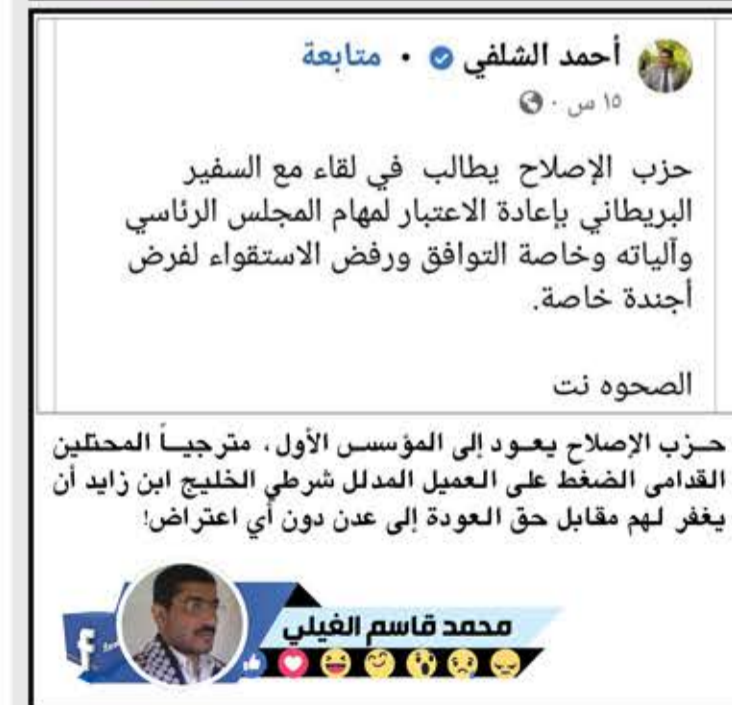 أحمد الشلفي • متابعة
١٥ س ·
حزب الإصلاح يطالب في لقاء مع السفير
البريطاني بإعادة الاعتبار لمهام المجلس الرئاسي
وآلياته وخاصة التوافق ورفض الاستقواء لفرض
أجندة خاصة.
الصحوه نت
حزب الإصلاح يعود إلى المؤسس الأول، مترجياً المحتلين
القدامى الضغط على العميل المدلل شرطي الخليج ابن زايد أن
يغفر لهم مقابل حق العودة إلى عدن دون أي اعتراض!
محمد قاسم الغيلي
f